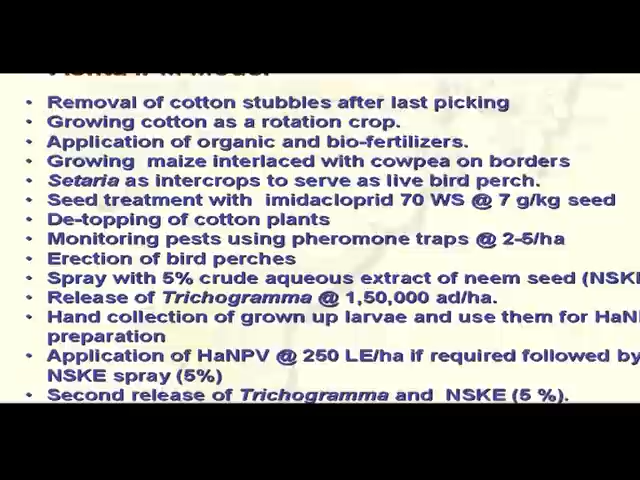 • Removal of cotton stubbles after last picking
• Growing cotton as a rotation crop.
• Application of organic and bio-fertilizers.
• Growing maize interlaced with cowpea on borders
• Setaria as intercrops to serve as live bird perch.
• Seed treatment with imidacloprid 70 WS @ 7 g/kg seed
• De-topping of cotton plants
• Monitoring pests using pheromone traps @ 2-5/ha
• Erection of bird perches
• Spray with 5% crude aqueous extract of neem seed (NSKE
• Release of Trichogramma @ 1,50,000 ad/ha.
• Hand collection of grown up larvae and use them for HaN
preparation
• Application of HaNPV @ 250 LE/ha if required followed by
NSKE spray (5%)
• Second release of Trichogramma and NSKE (5 %).